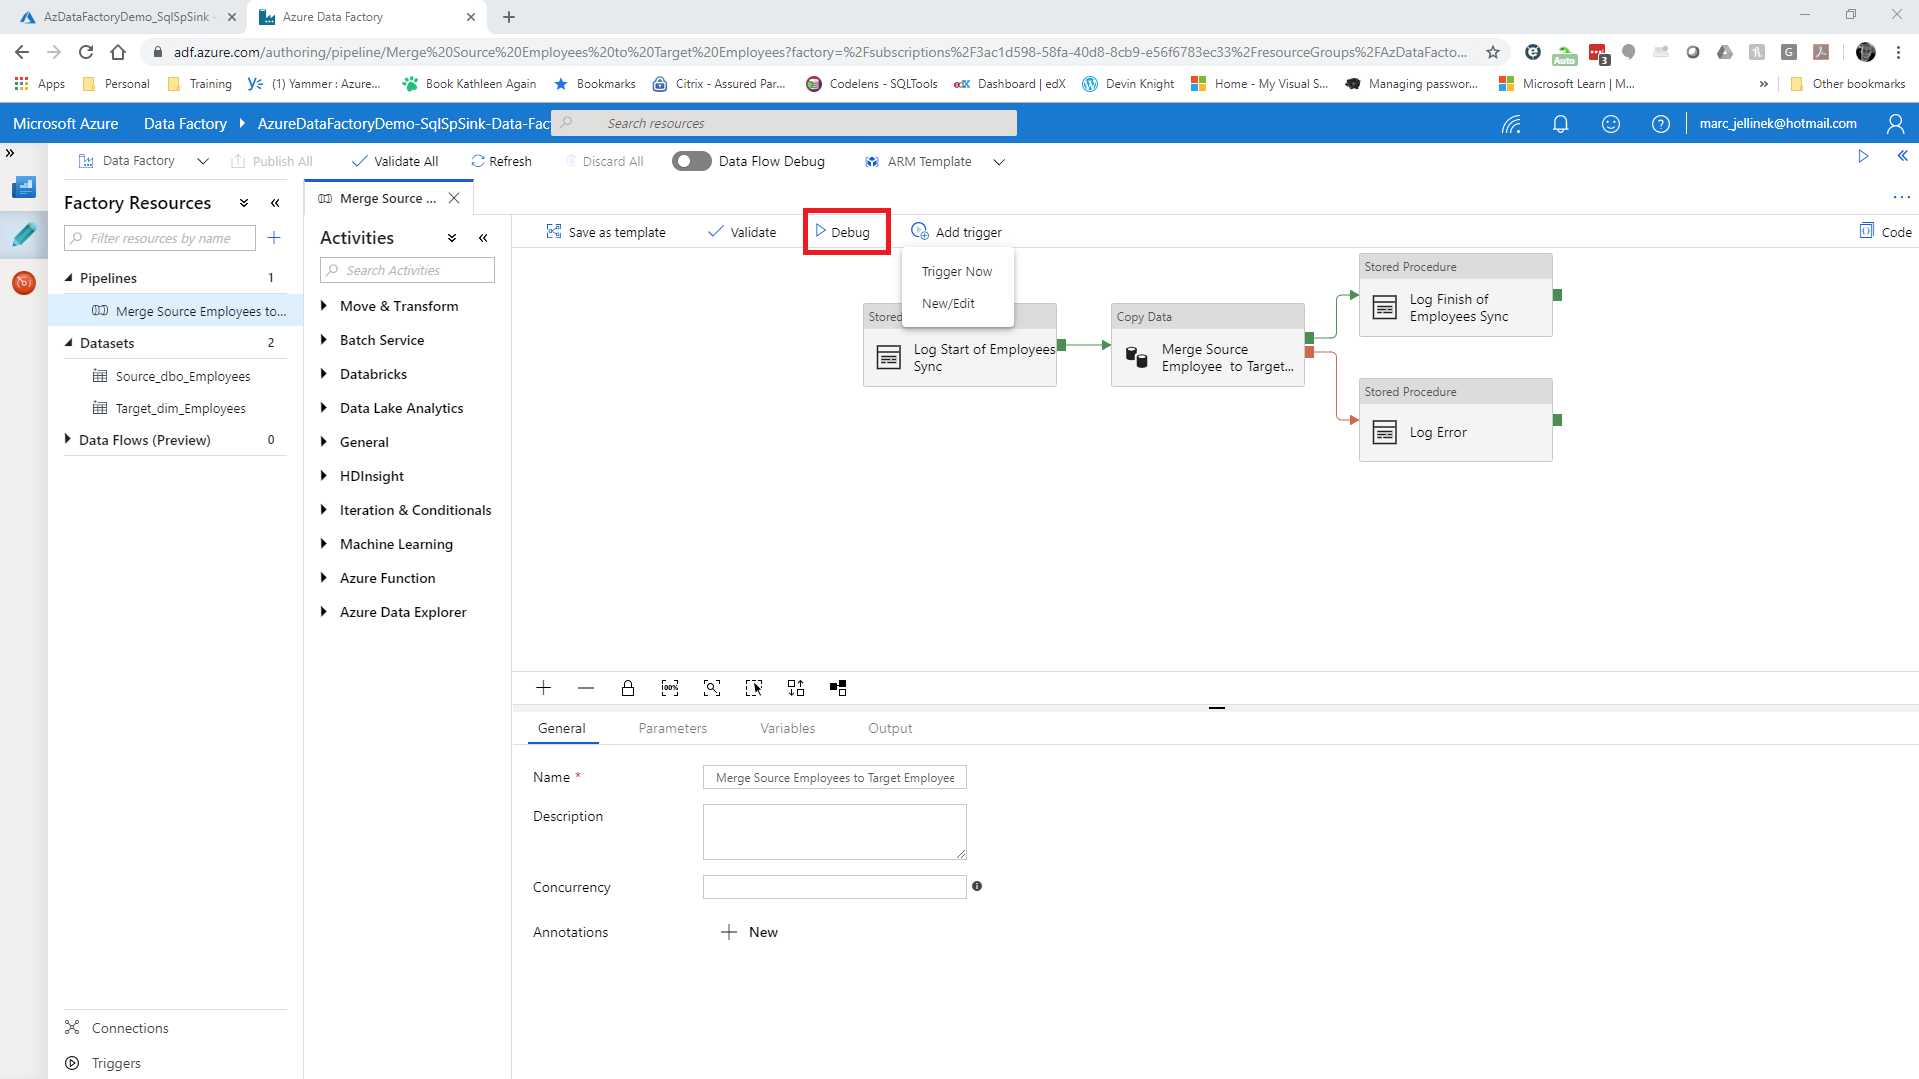 AzDataFactoryDemo_SqlSpSink -
Azure Data Factory
adf.azure.com/authoring/pipeline/Merge%20Source%20Employees%20to%20Target%20Employees?factory=%2Fsubscriptions%2F3ac1d598-58fa-40d8-8cb9-e56f6783ec33%2FresourceGroups%2FAzDataFacto...
Auto
3
Apps
Personal
Training
(1) Yammer : Azure...
Book Kathleen Again
Bookmarks
Citrix - Assured Par...
Codelens - SQLTools
edX
Dashboard | edX
Devin Knight
Home - My Visual S...
Managing passwor...
Microsoft Learn | M...
»
Other bookmarks
Microsoft Azure
Data Factory
AzureDataFactoryDemo-SqlSpSink-Data-Fac
Search resources
marc_jellinek@hotmail.com
Data Factory
Publish All
Validate All
Refresh
Discard All
Data Flow Debug
ARM Template
Factory Resources
Filter resources by name
Pipelines 1
Merge Source Employees to...
Datasets 2
Source_dbo_Employees
Target_dim_Employees
Data Flows (Preview) 0
Connections
Triggers
Merge Source ...
Activities
Search Activities
Move & Transform
Batch Service
Databricks
Data Lake Analytics
General
HDInsight
Iteration & Conditionals
Machine Learning
Azure Function
Azure Data Explorer
Save as template
Validate
Debug
Add trigger
Code
Trigger Now
New/Edit
Stored
Log Start of Employees
Sync
Copy Data
Merge Source
Employee to Target...
Stored Procedure
Log Finish of
Employees Sync
Stored Procedure
Log Error
100%
General
Parameters
Variables
Output
Name *
Merge Source Employees to Target Employee
Description
Concurrency
Annotations
New